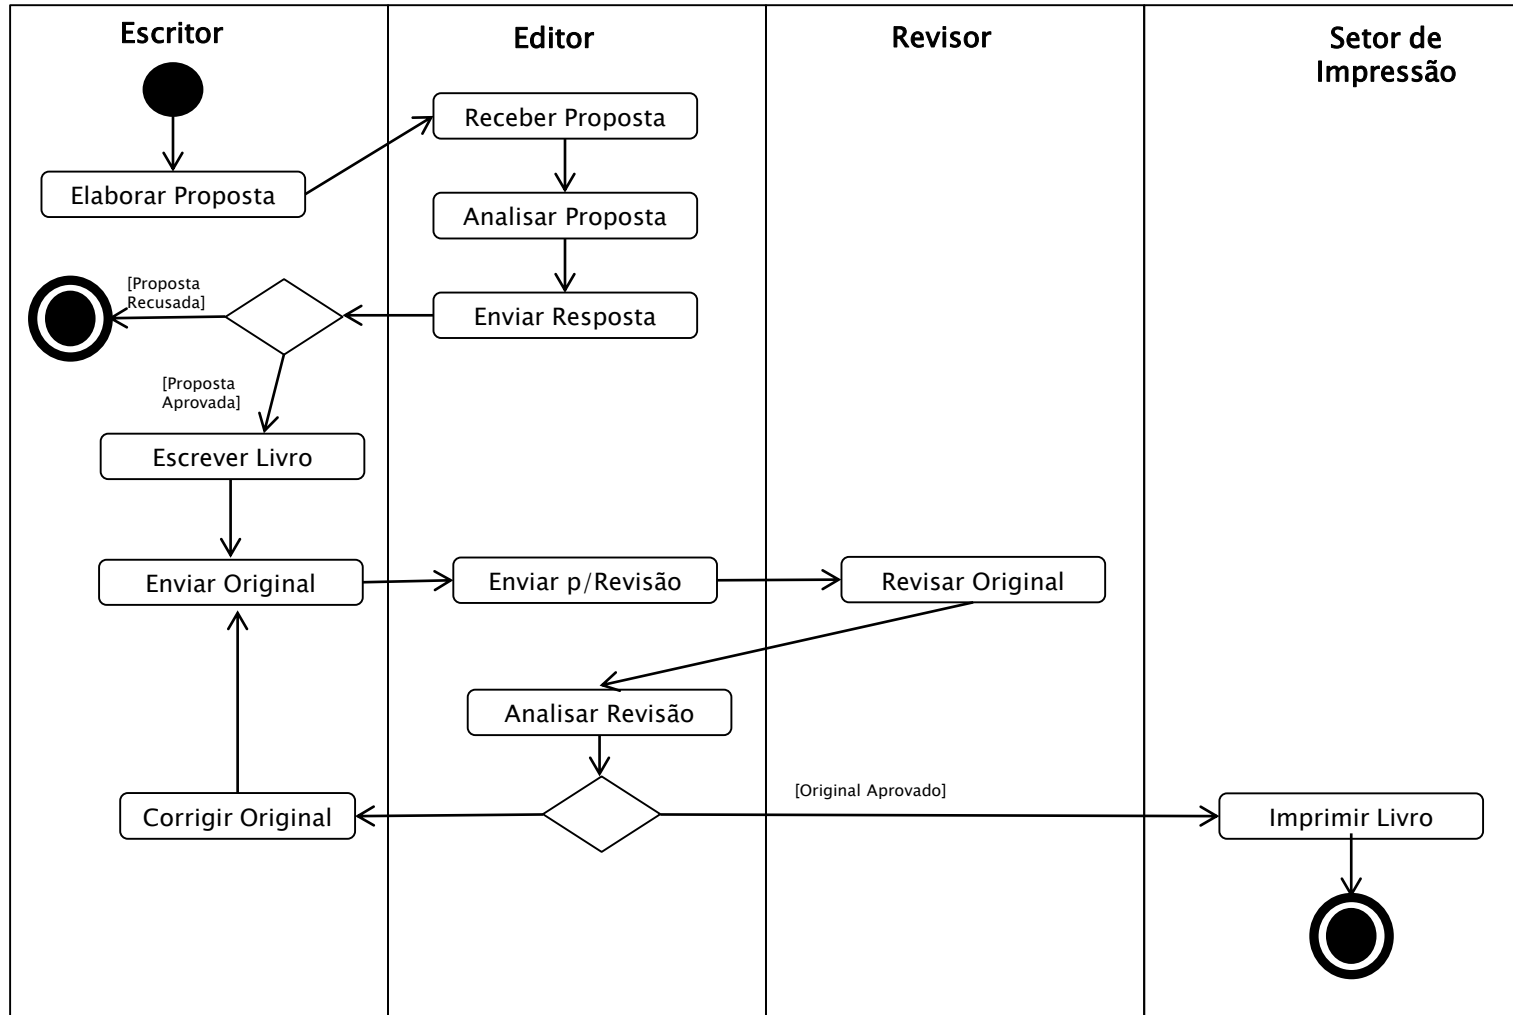 Escritor
Editor
Revisor
Setor de
Impressão
Receber Proposta
Elaborar Proposta
Analisar Proposta
[Proposta
Recusada]
Enviar Resposta
[Proposta
Aprovada]
Escrever Livro
Enviar Original
Enviar p/Revisão
Revisar Original
Analisar Revisão
[Original Aprovado]
Corrigir Original
Imprimir Livro